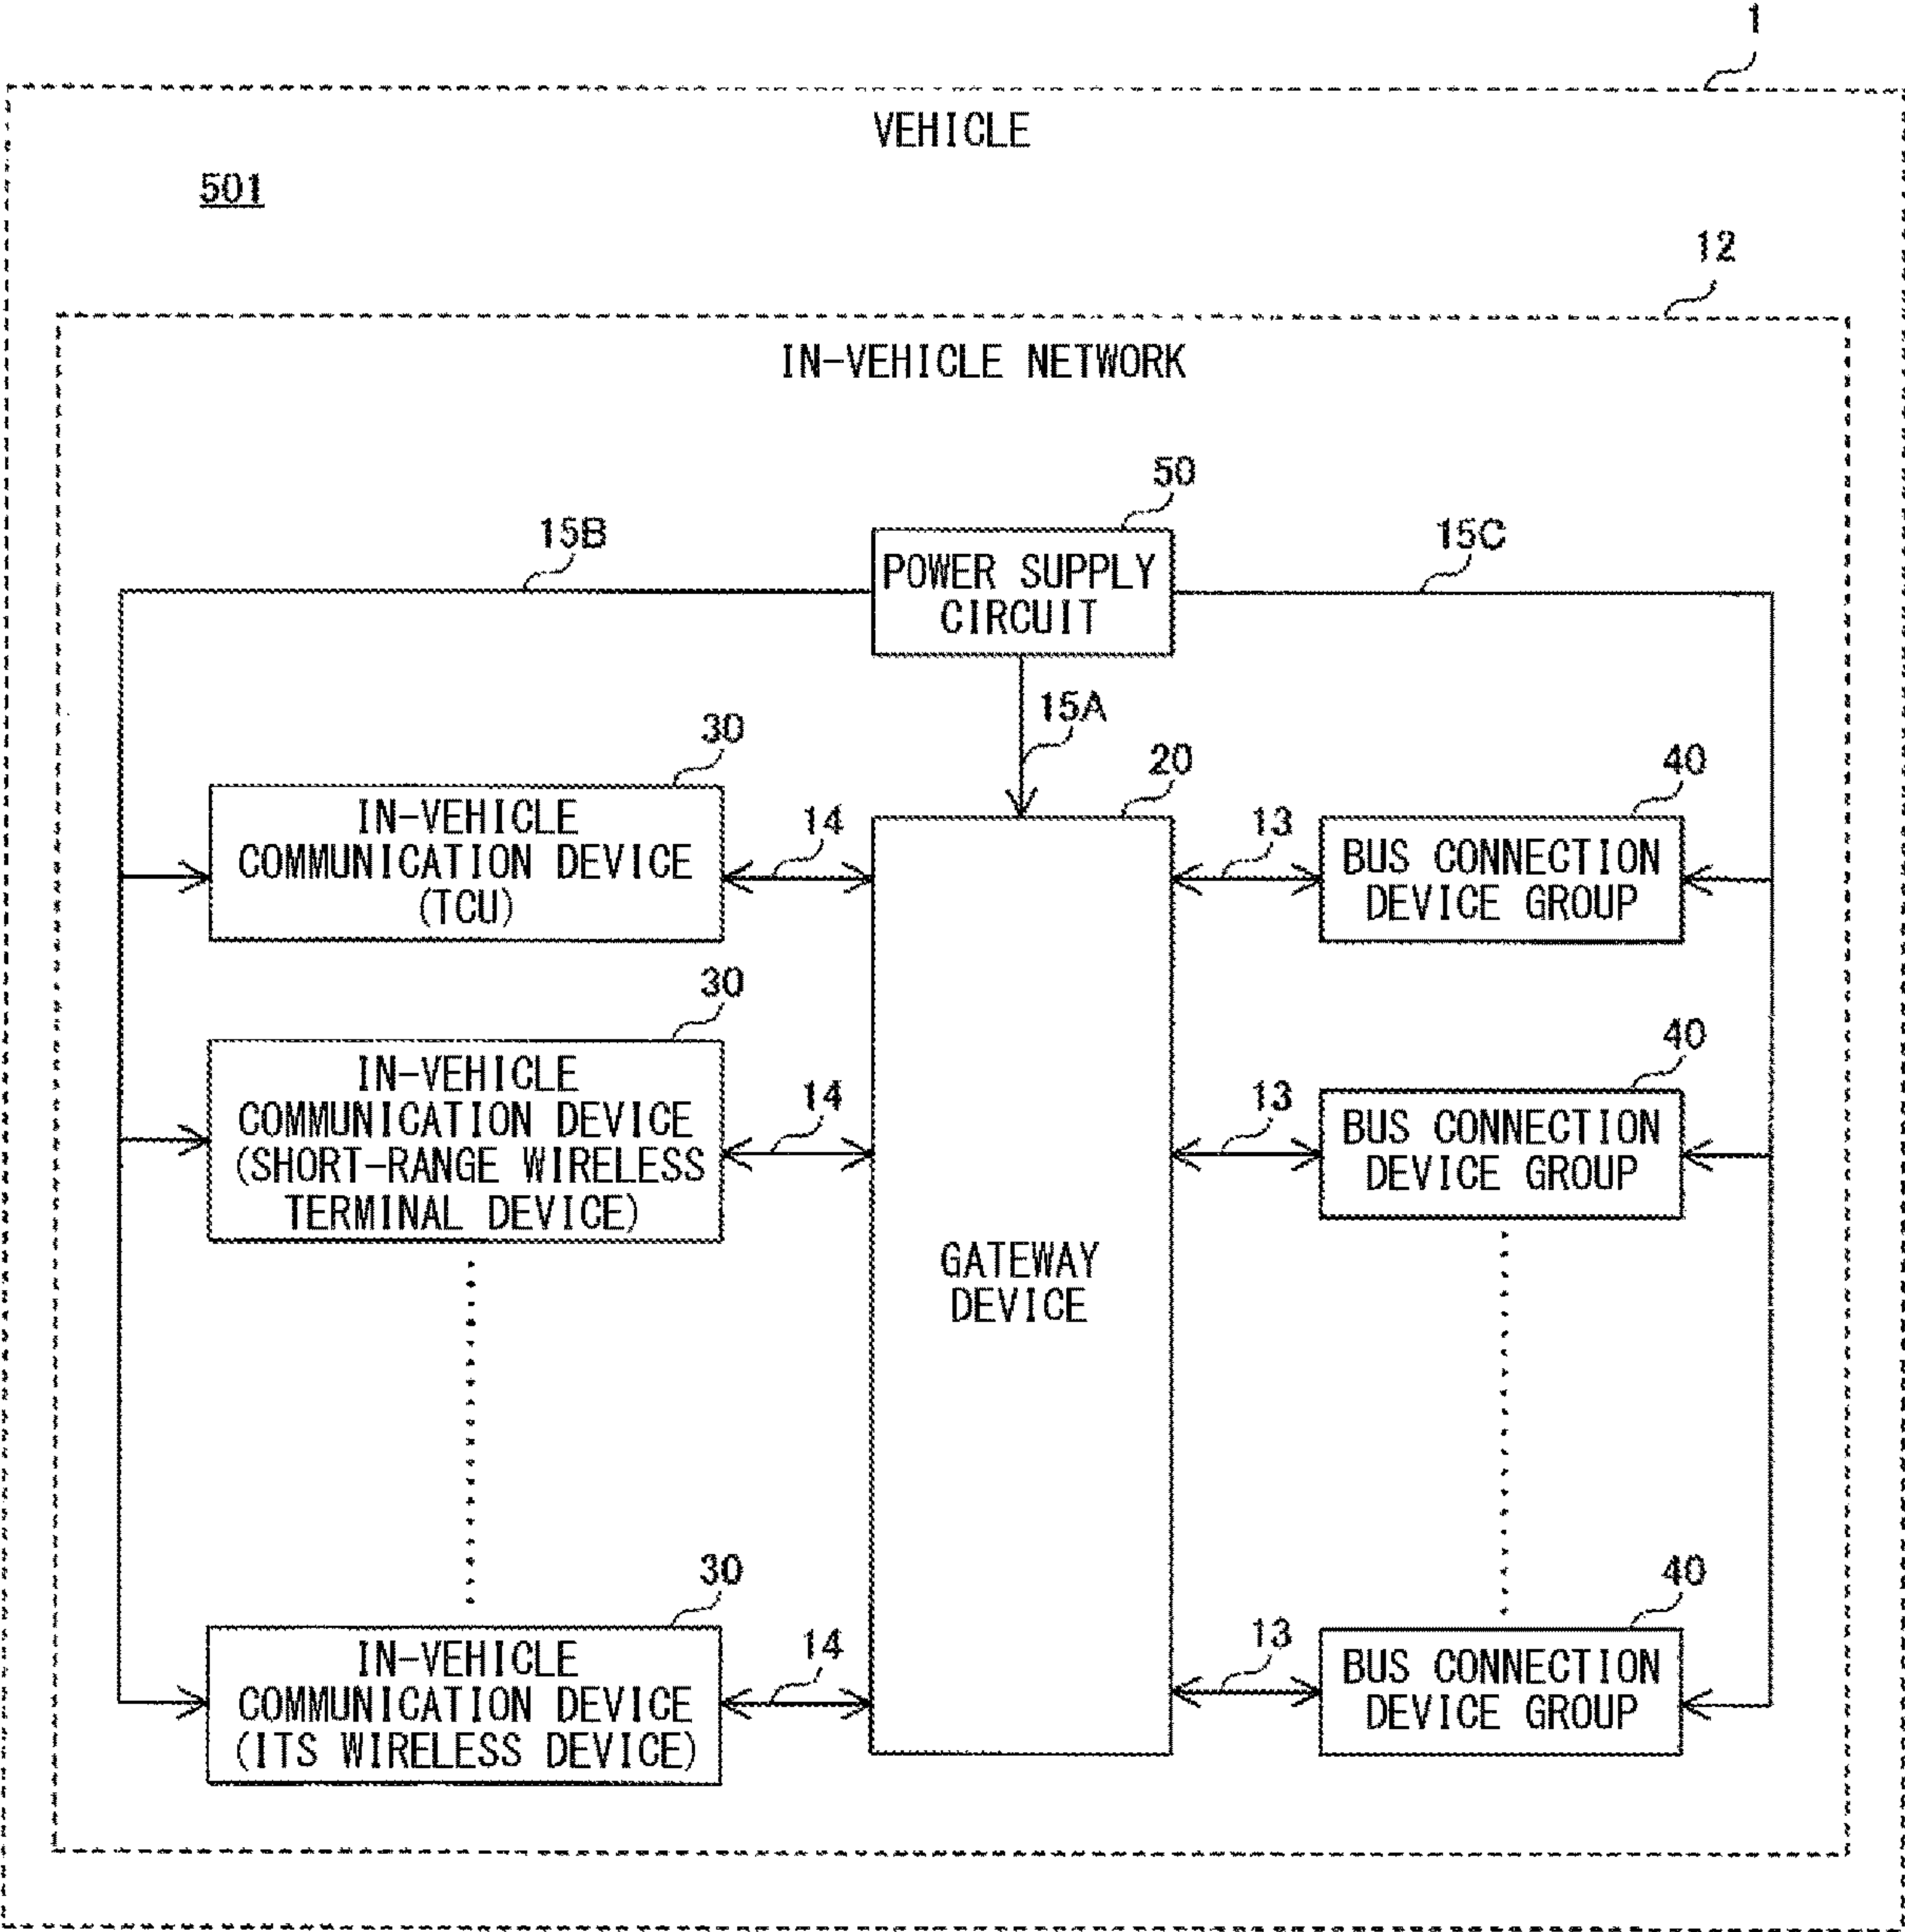 1
VEHICLE
501
12
IN-VEHICLE NETWORK
50
15B
15C
POWER SUPPLY
CIRCUIT
15A
30
20
40
IN-VEHICLE
COMMUNICATION DEVICE
(TCU)
14
13
BUS CONNECTION
DEVICE GROUP
30
40
IN-VEHICLE
COMMUNICATION DEVICE
(SHORT-RANGE WIRELESS
TERMINAL DEVICE)
14
13
BUS CONNECTION
DEVICE GROUP
GATEWAY
DEVICE
30
40
IN-VEHICLE
COMMUNICATION DEVICE
(ITS WIRELESS DEVICE)
14
13
BUS CONNECTION
DEVICE GROUP